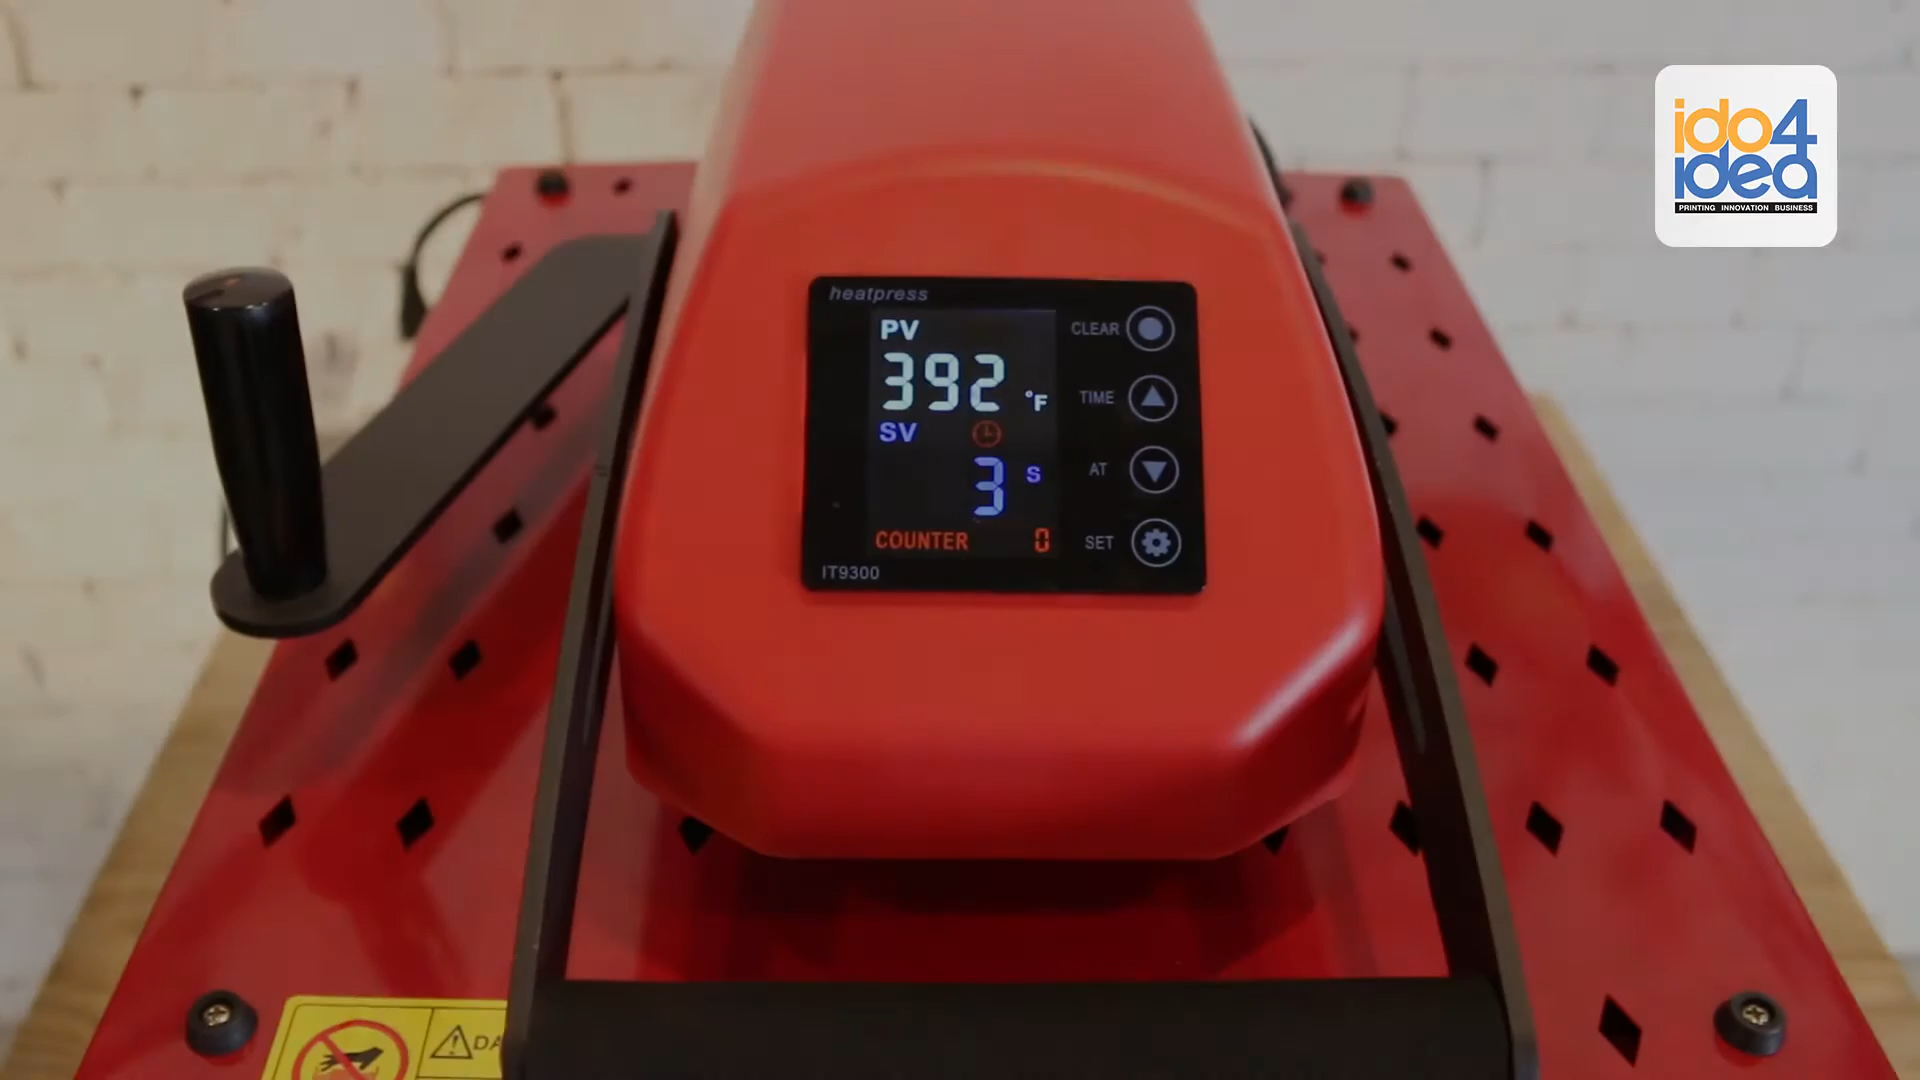 ido4
idea
PRINTING INNOVATION BUSINESS
heatpress
PV
392 °F
SV
3 S
COUNTER 0
IT9300
CLEAR
TIME
AT
SET